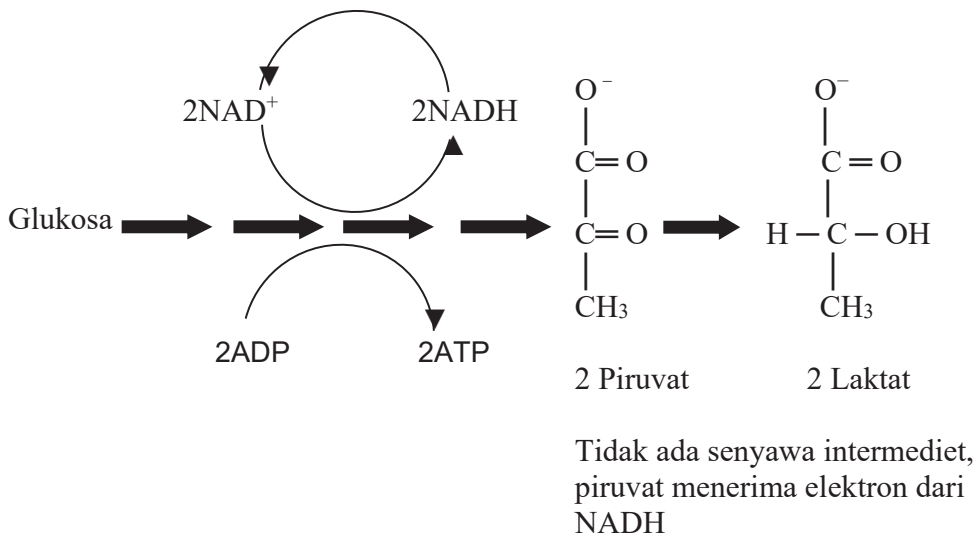 2NAD⁺ 2NADH
Glukosa
2ADP 2ATP
O⁻
C = O
C = O
CH₃
O⁻
C = O
H – C – OH
CH₃
2 Piruvat 2 Laktat
Tidak ada senyawa intermediet,
piruvat menerima elektron dari
NADH